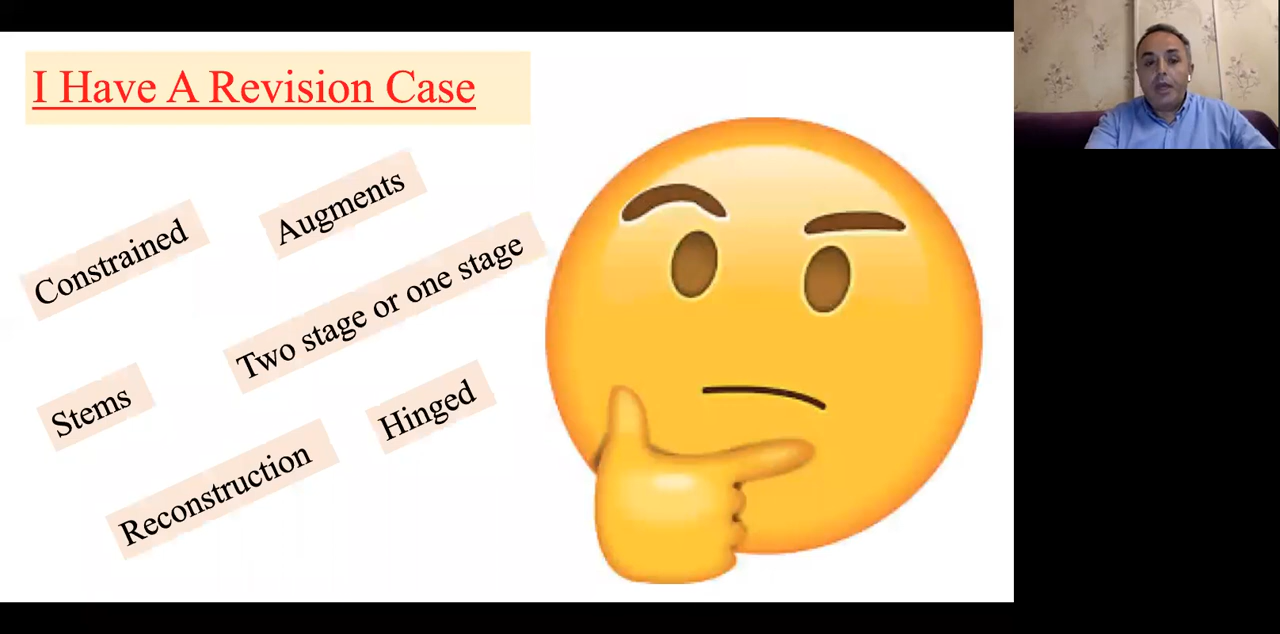 I Have A Revision Case
Augments
Constrained
Two stage or one stage
Stems
Hinged
Reconstruction